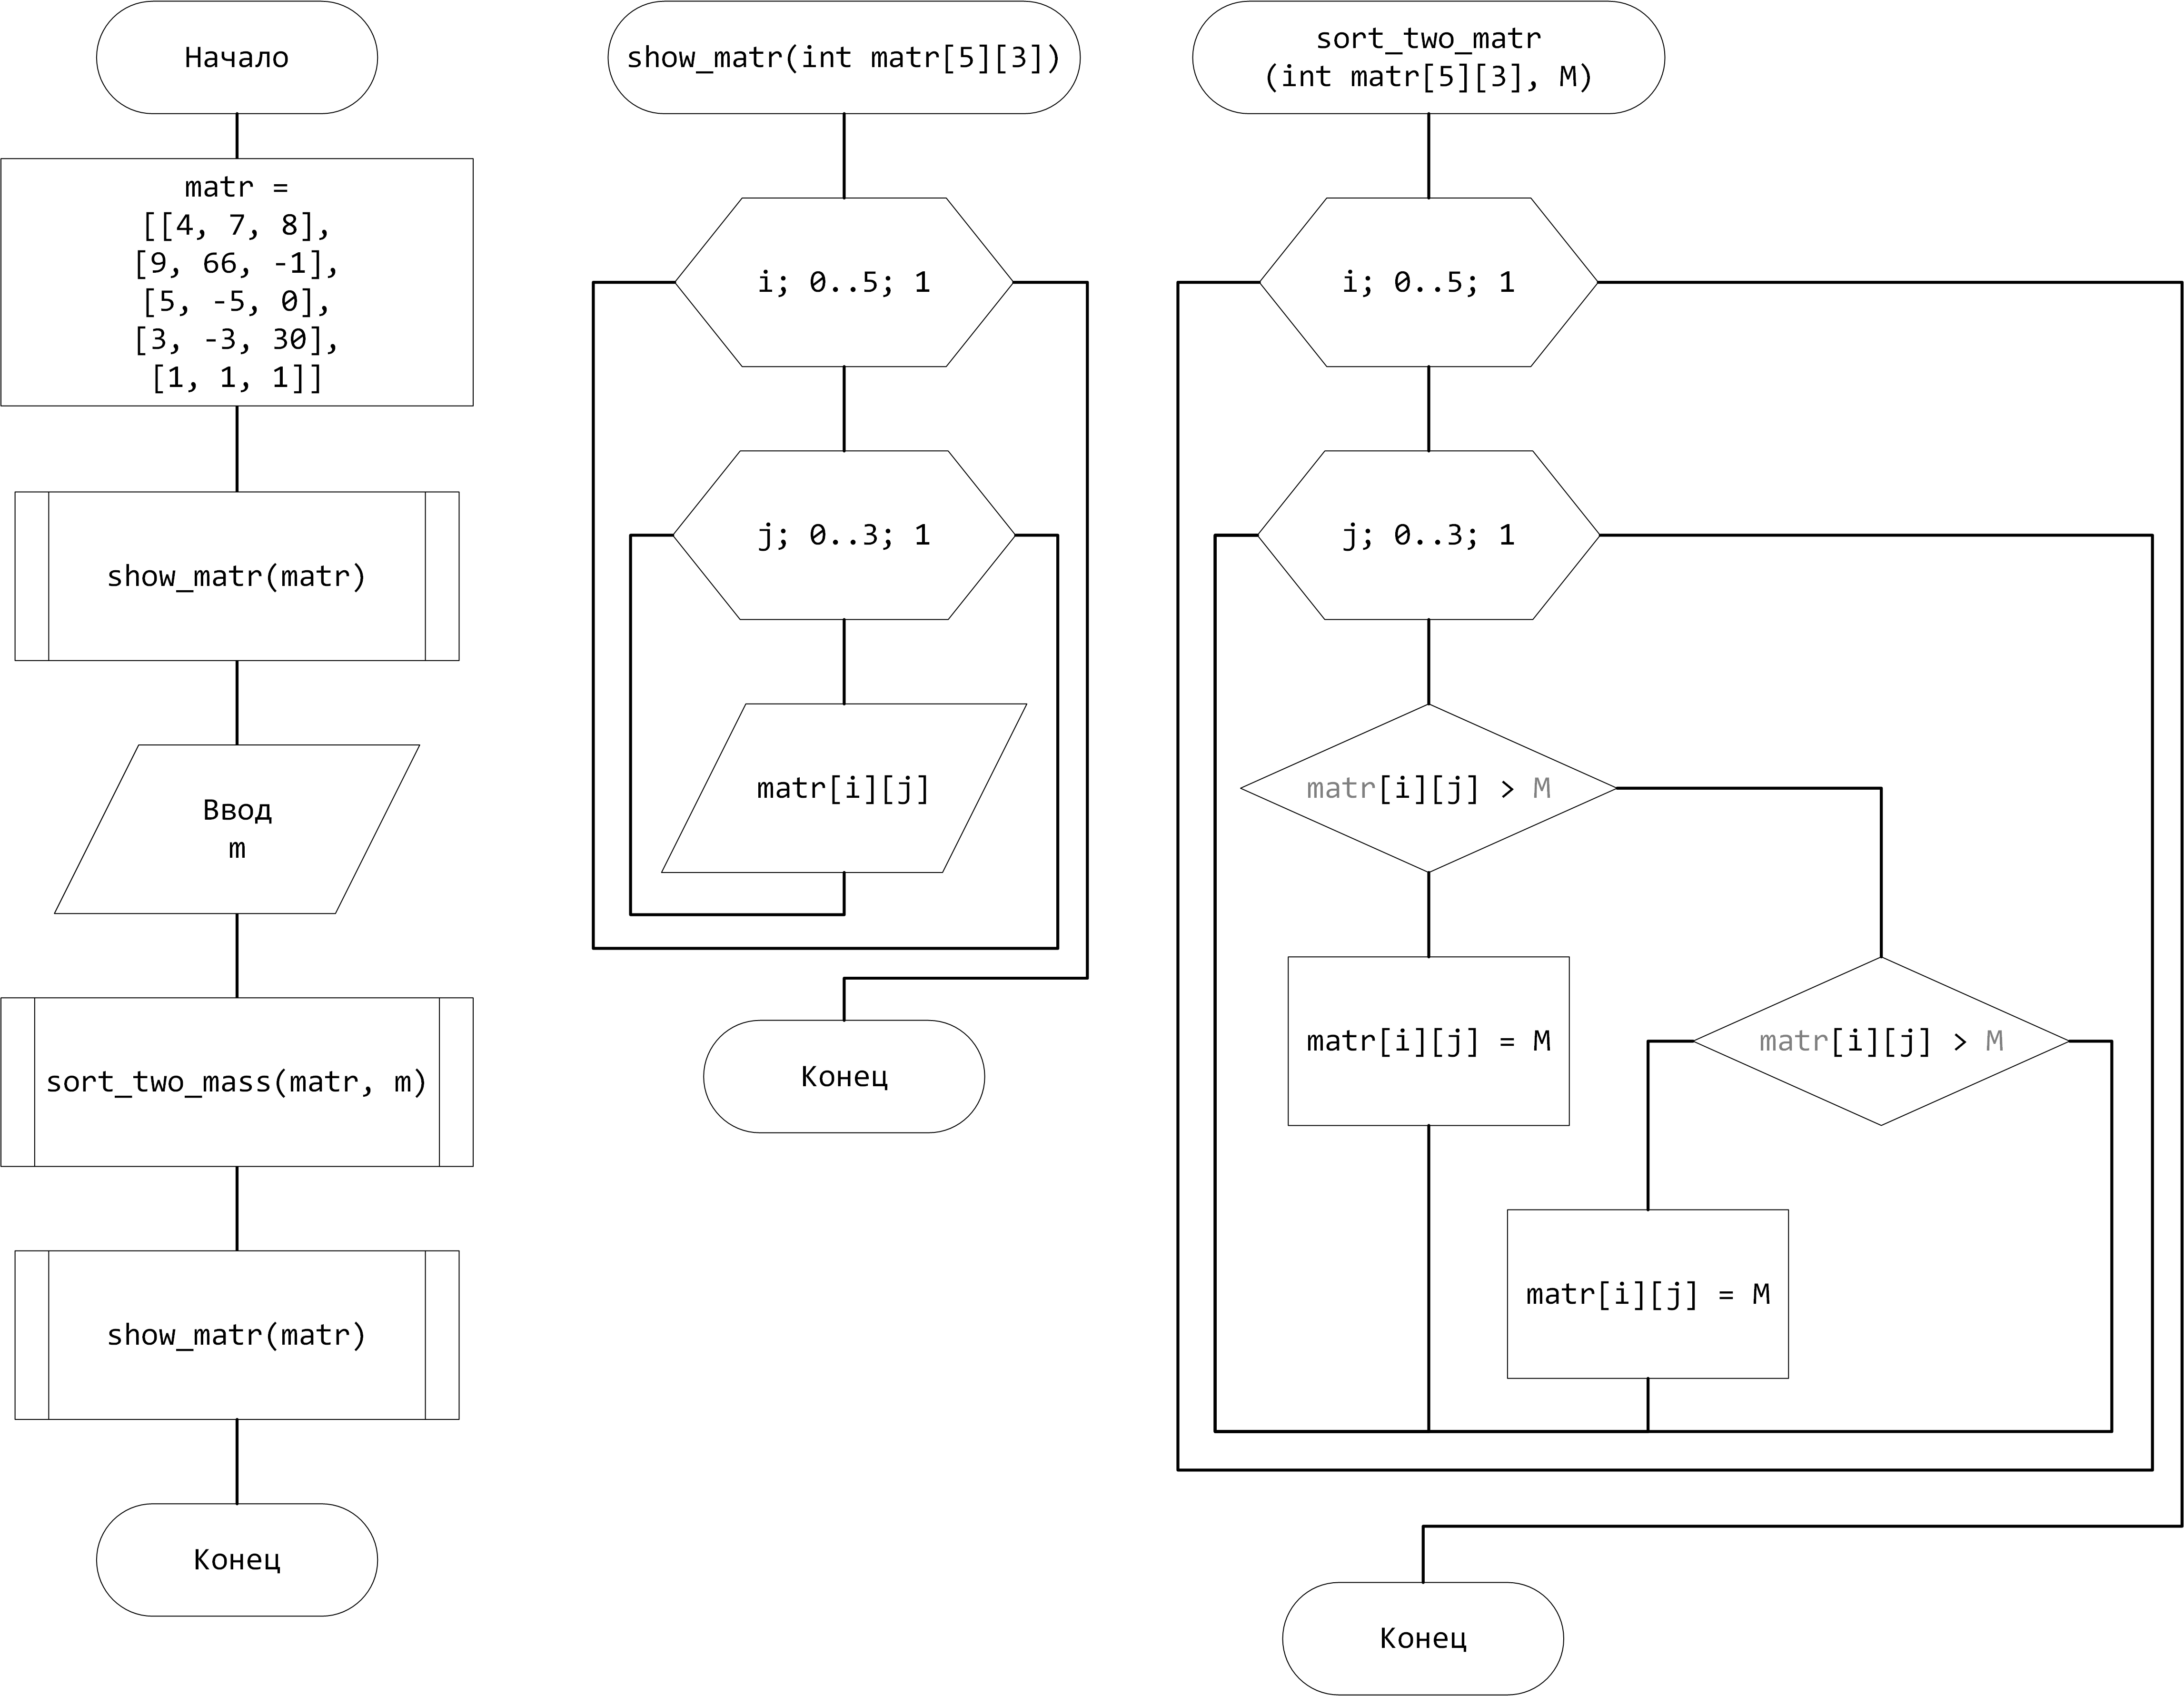 Начало
matr =
[[4, 7, 8],
[9, 66, -1],
[5, -5, 0],
[3, -3, 30],
[1, 1, 1]]
show_matr(matr)
Ввод
m
sort_two_mass(matr, m)
show_matr(matr)
Конец
show_matr(int matr[5][3])
i; 0..5; 1
j; 0..3; 1
matr[i][j]
Конец
sort_two_matr
(int matr[5][3], M)
i; 0..5; 1
j; 0..3; 1
matr[i][j] > M
matr[i][j] = M
matr[i][j] > M
matr[i][j] = M
Конец